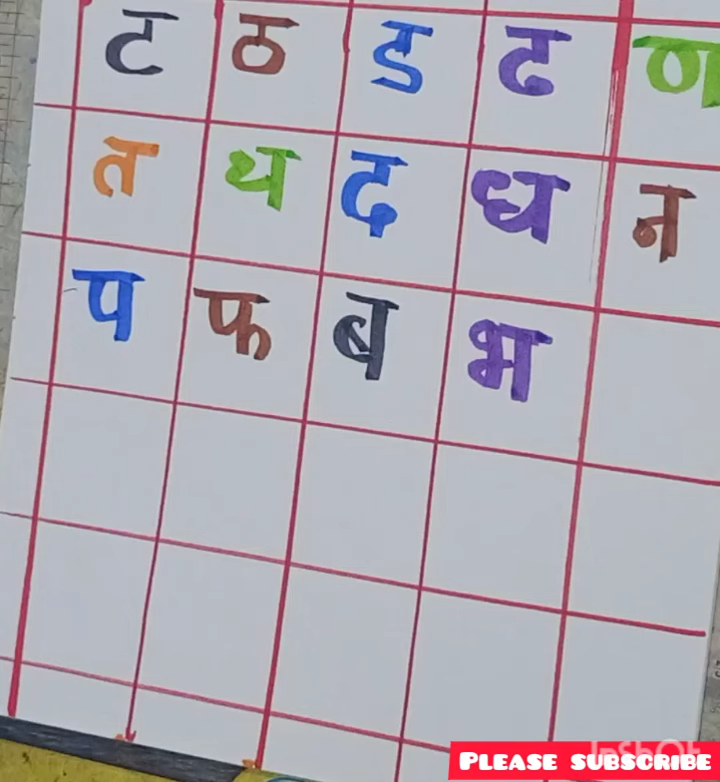 ट ठ ड ढ ण
त थ द ध न
प फ ब भ
PLEASE SUBSCRIBE